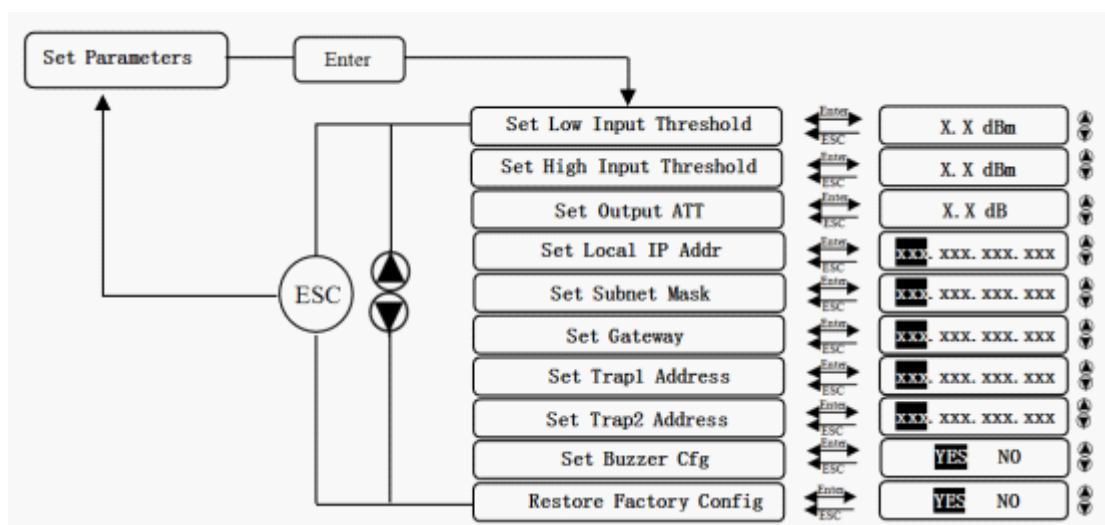 Set Parameters
Enter
Set Low Input Threshold
Enter
ESC
X.X dBm
Set High Input Threshold
Enter
ESC
X.X dBm
Set Output ATT
Enter
ESC
X.X dB
Set Local IP Addr
Enter
ESC
xxx.xxx.xxx.xxx
Set Subnet Mask
Enter
ESC
xxx.xxx.xxx.xxx
ESC
Set Gateway
Enter
ESC
xxx.xxx.xxx.xxx
Set Trap1 Address
Enter
ESC
xxx.xxx.xxx.xxx
Set Trap2 Address
Enter
ESC
xxx.xxx.xxx.xxx
Set Buzzer Cfg
Enter
ESC
YES NO
Restore Factory Config
Enter
ESC
YES NO